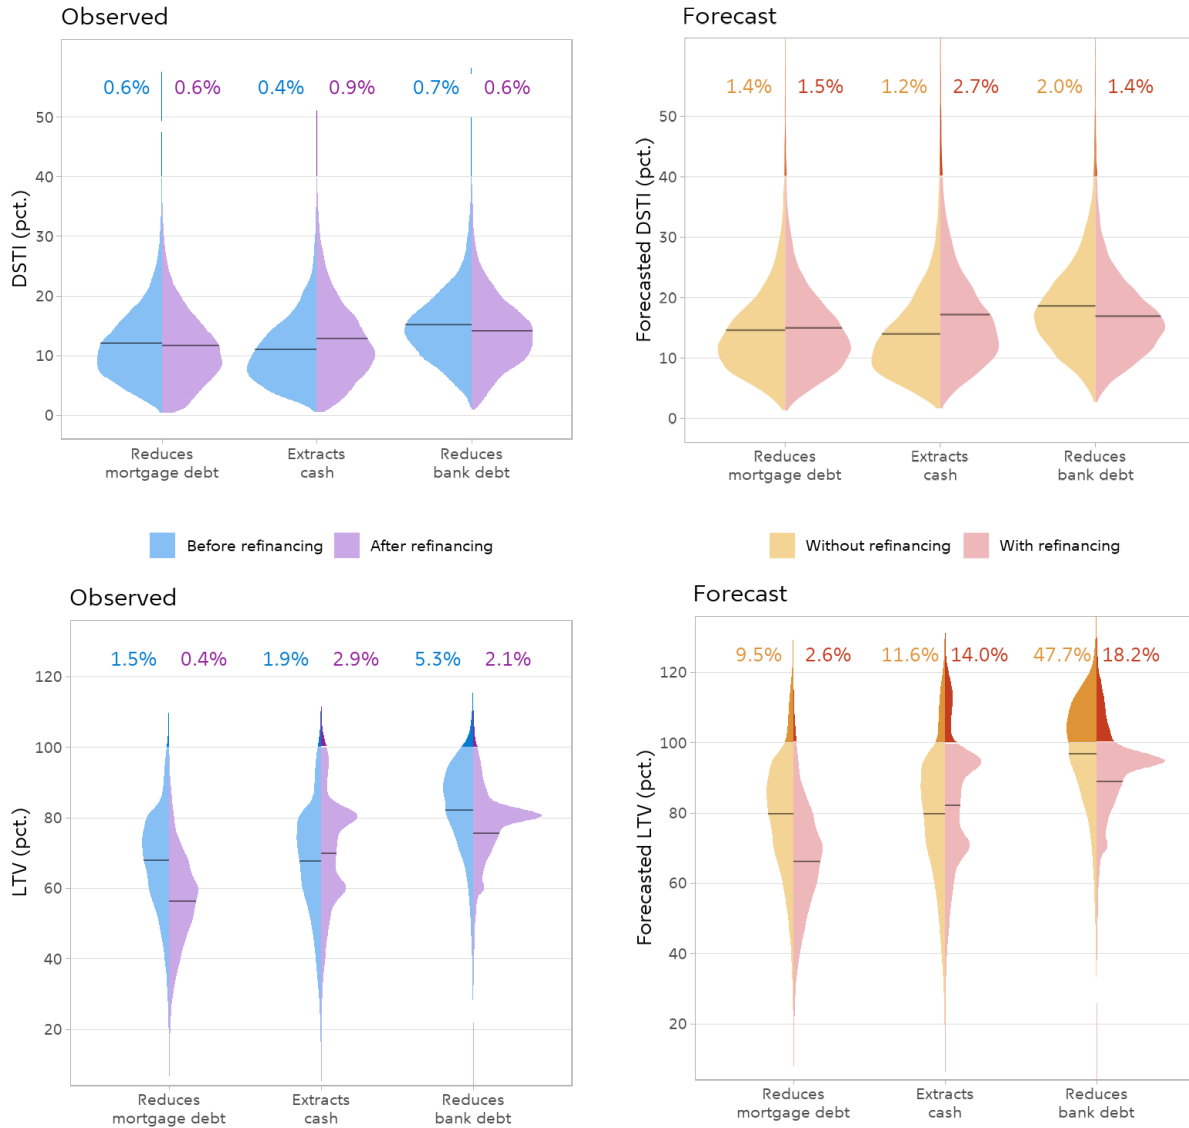 Observed
0.6% 0.6% 0.4% 0.9% 0.7% 0.6%
DSTI (pct.)
50
40
30
20
10
0
Reduces
mortgage debt
Extracts
cash
Reduces
bank debt
Before refinancing After refinancing
Forecast
1.4% 1.5% 1.2% 2.7% 2.0% 1.4%
Forecasted DSTI (pct.)
50
40
30
20
10
0
Reduces
mortgage debt
Extracts
cash
Reduces
bank debt
Without refinancing With refinancing
Observed
1.5% 0.4% 1.9% 2.9% 5.3% 2.1%
LTV (pct.)
120
100
80
60
40
20
Reduces
mortgage debt
Extracts
cash
Reduces
bank debt
Forecast
9.5% 2.6% 11.6% 14.0% 47.7% 18.2%
Forecasted LTV (pct.)
120
100
80
60
40
20
Reduces
mortgage debt
Extracts
cash
Reduces
bank debt